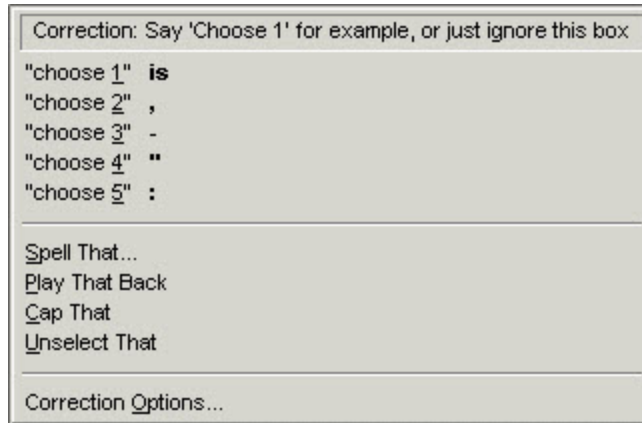 Correction: Say 'Choose 1' for example, or just ignore this box
"choose 1" is
"choose 2" ,
"choose 3" -
"choose 4" "
"choose 5" :
Spell That...
Play That Back
Cap That
Unselect That
Correction Options...